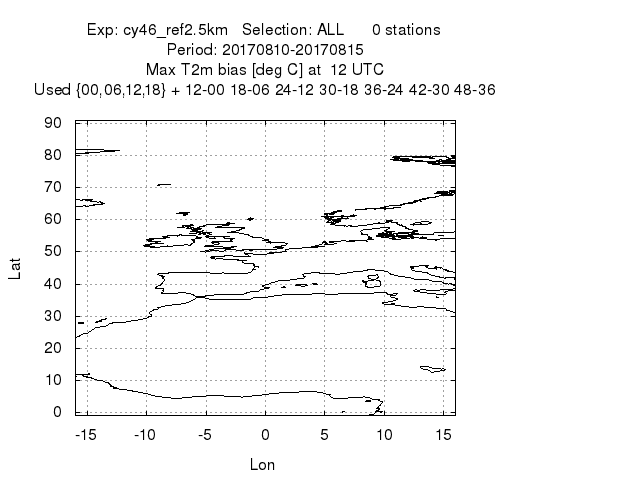 Exp: cy46_ref2.5km Selection: ALL 0 stations
Period: 20170810-20170815
Max T2m bias [deg C] at 12 UTC
Used {00,06,12,18} + 12-00 18-06 24-12 30-18 36-24 42-30 48-36
90
80
70
60
50
40
30
20
10
0
Lat
-15 -10 -5 0 5 10 15
Lon